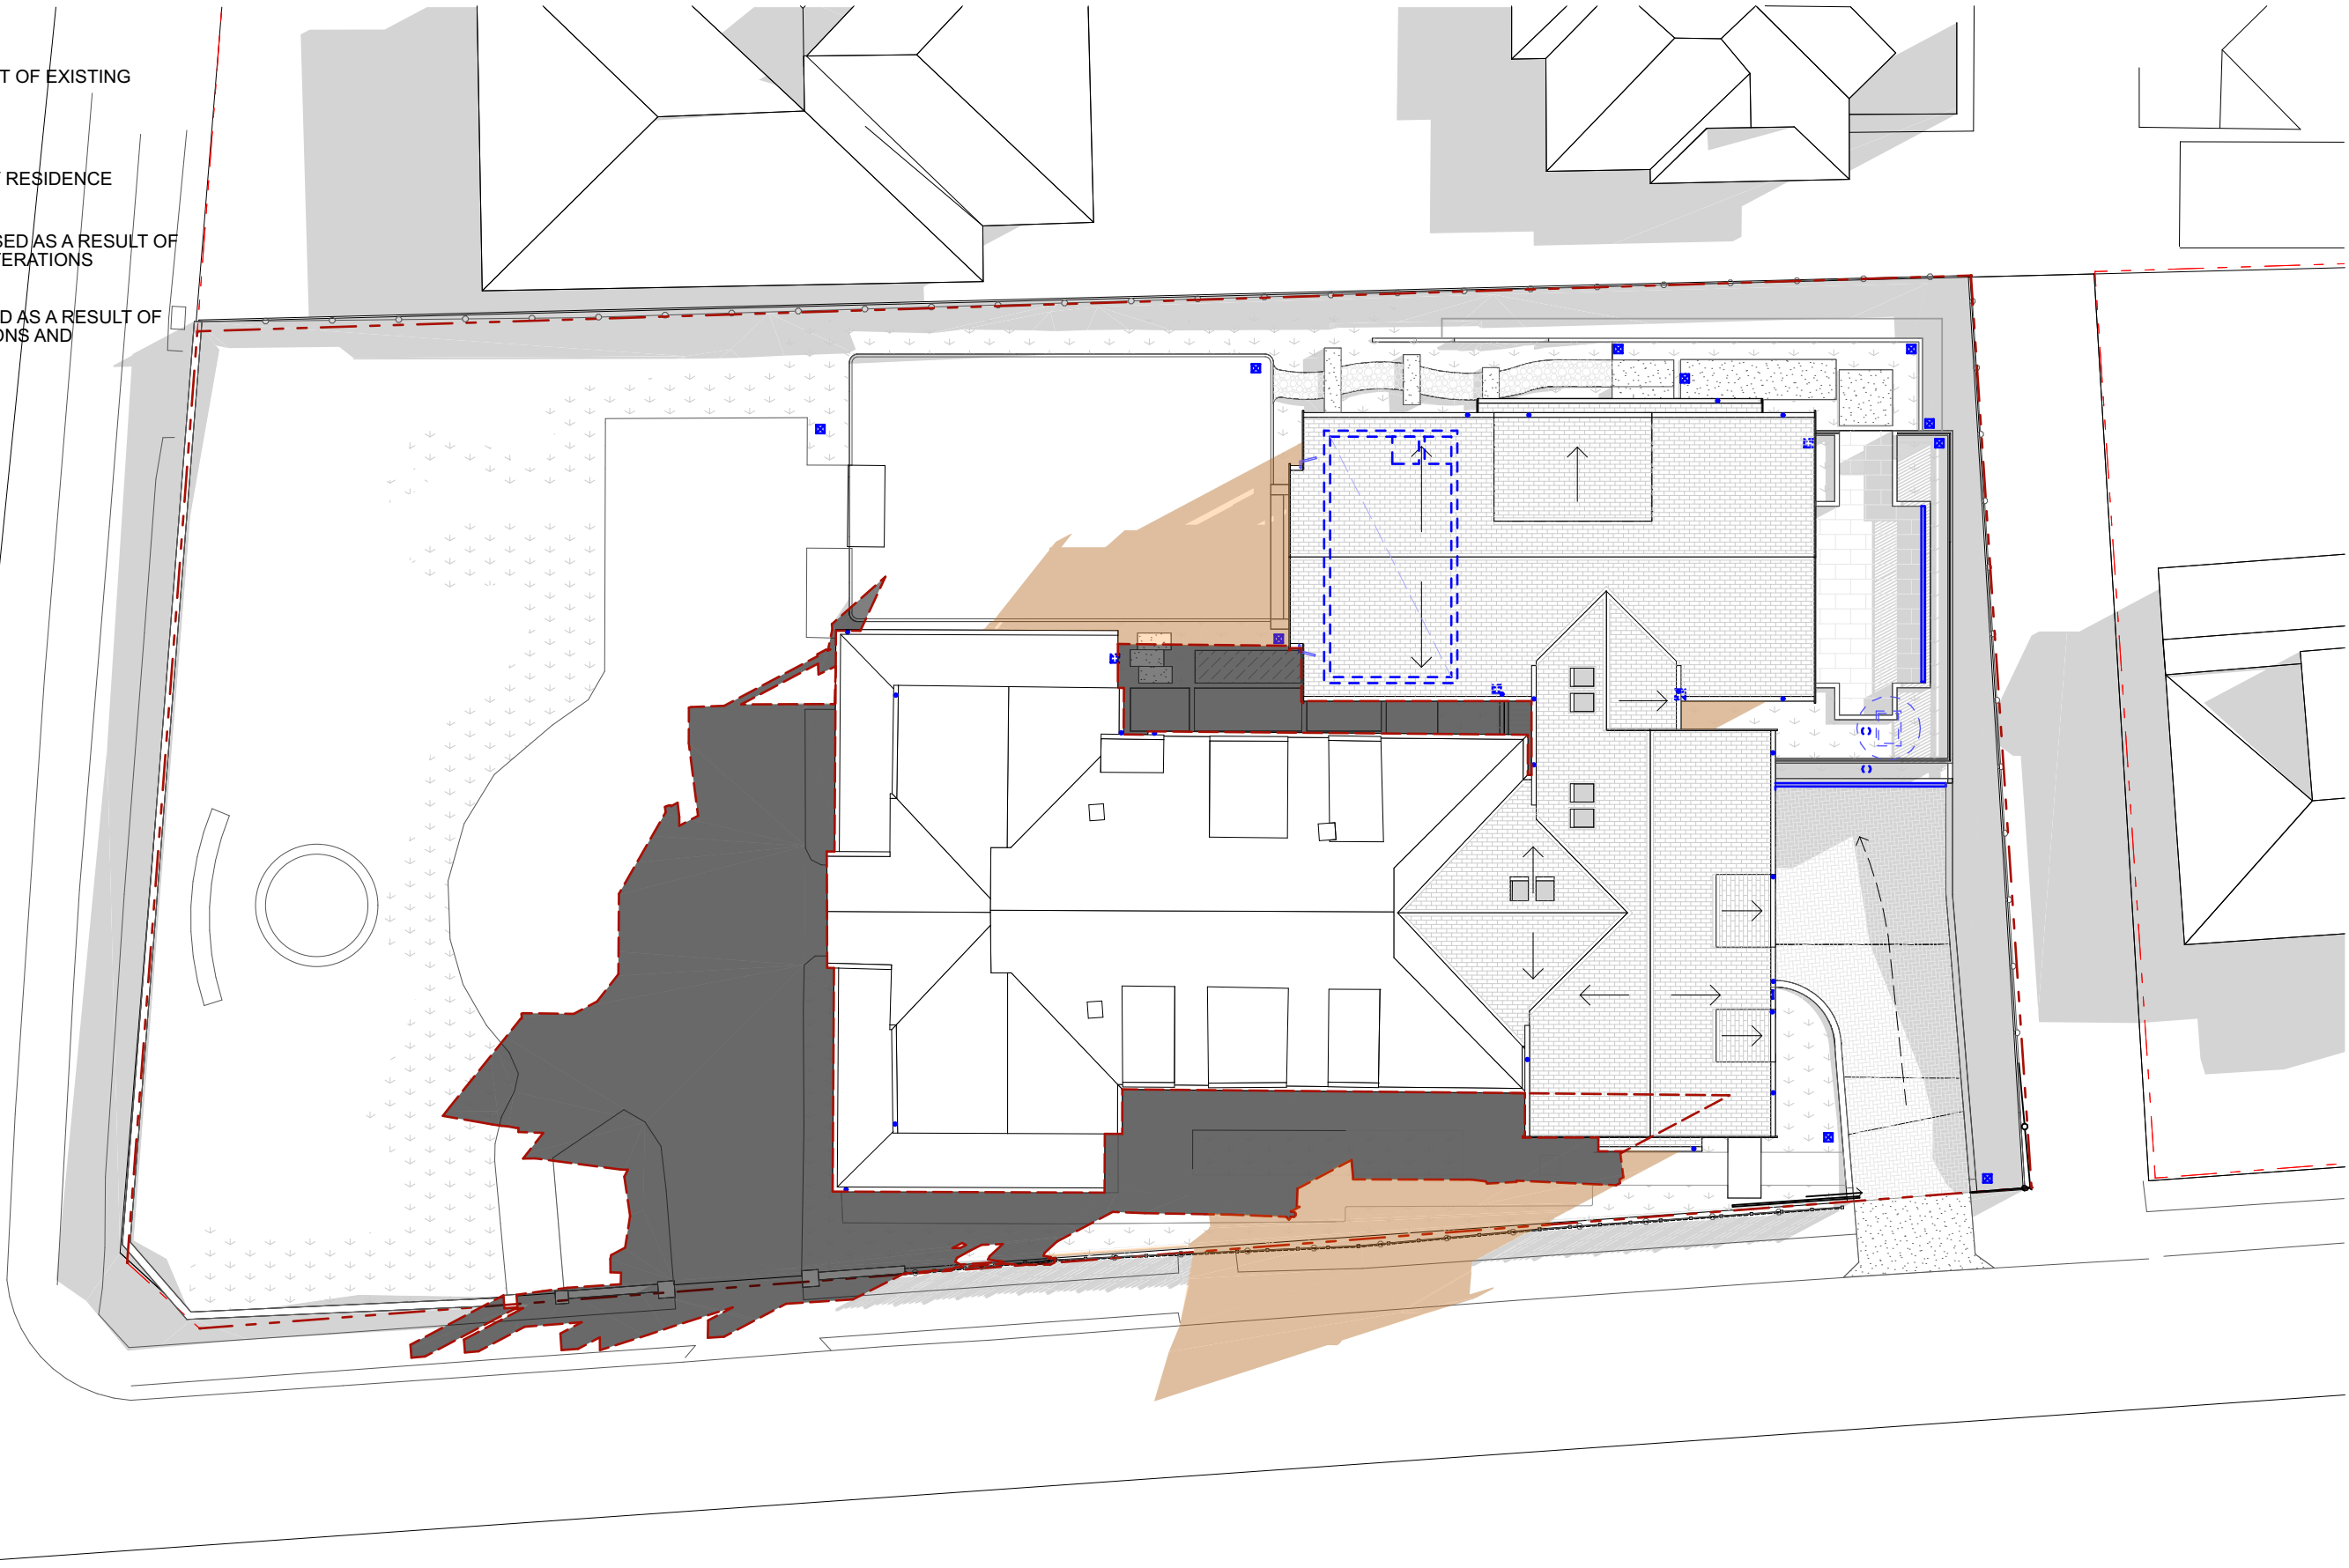 T OF EXISTING
RESIDENCE
SED AS A RESULT OF
ERATIONS
D AS A RESULT OF
ONS AND